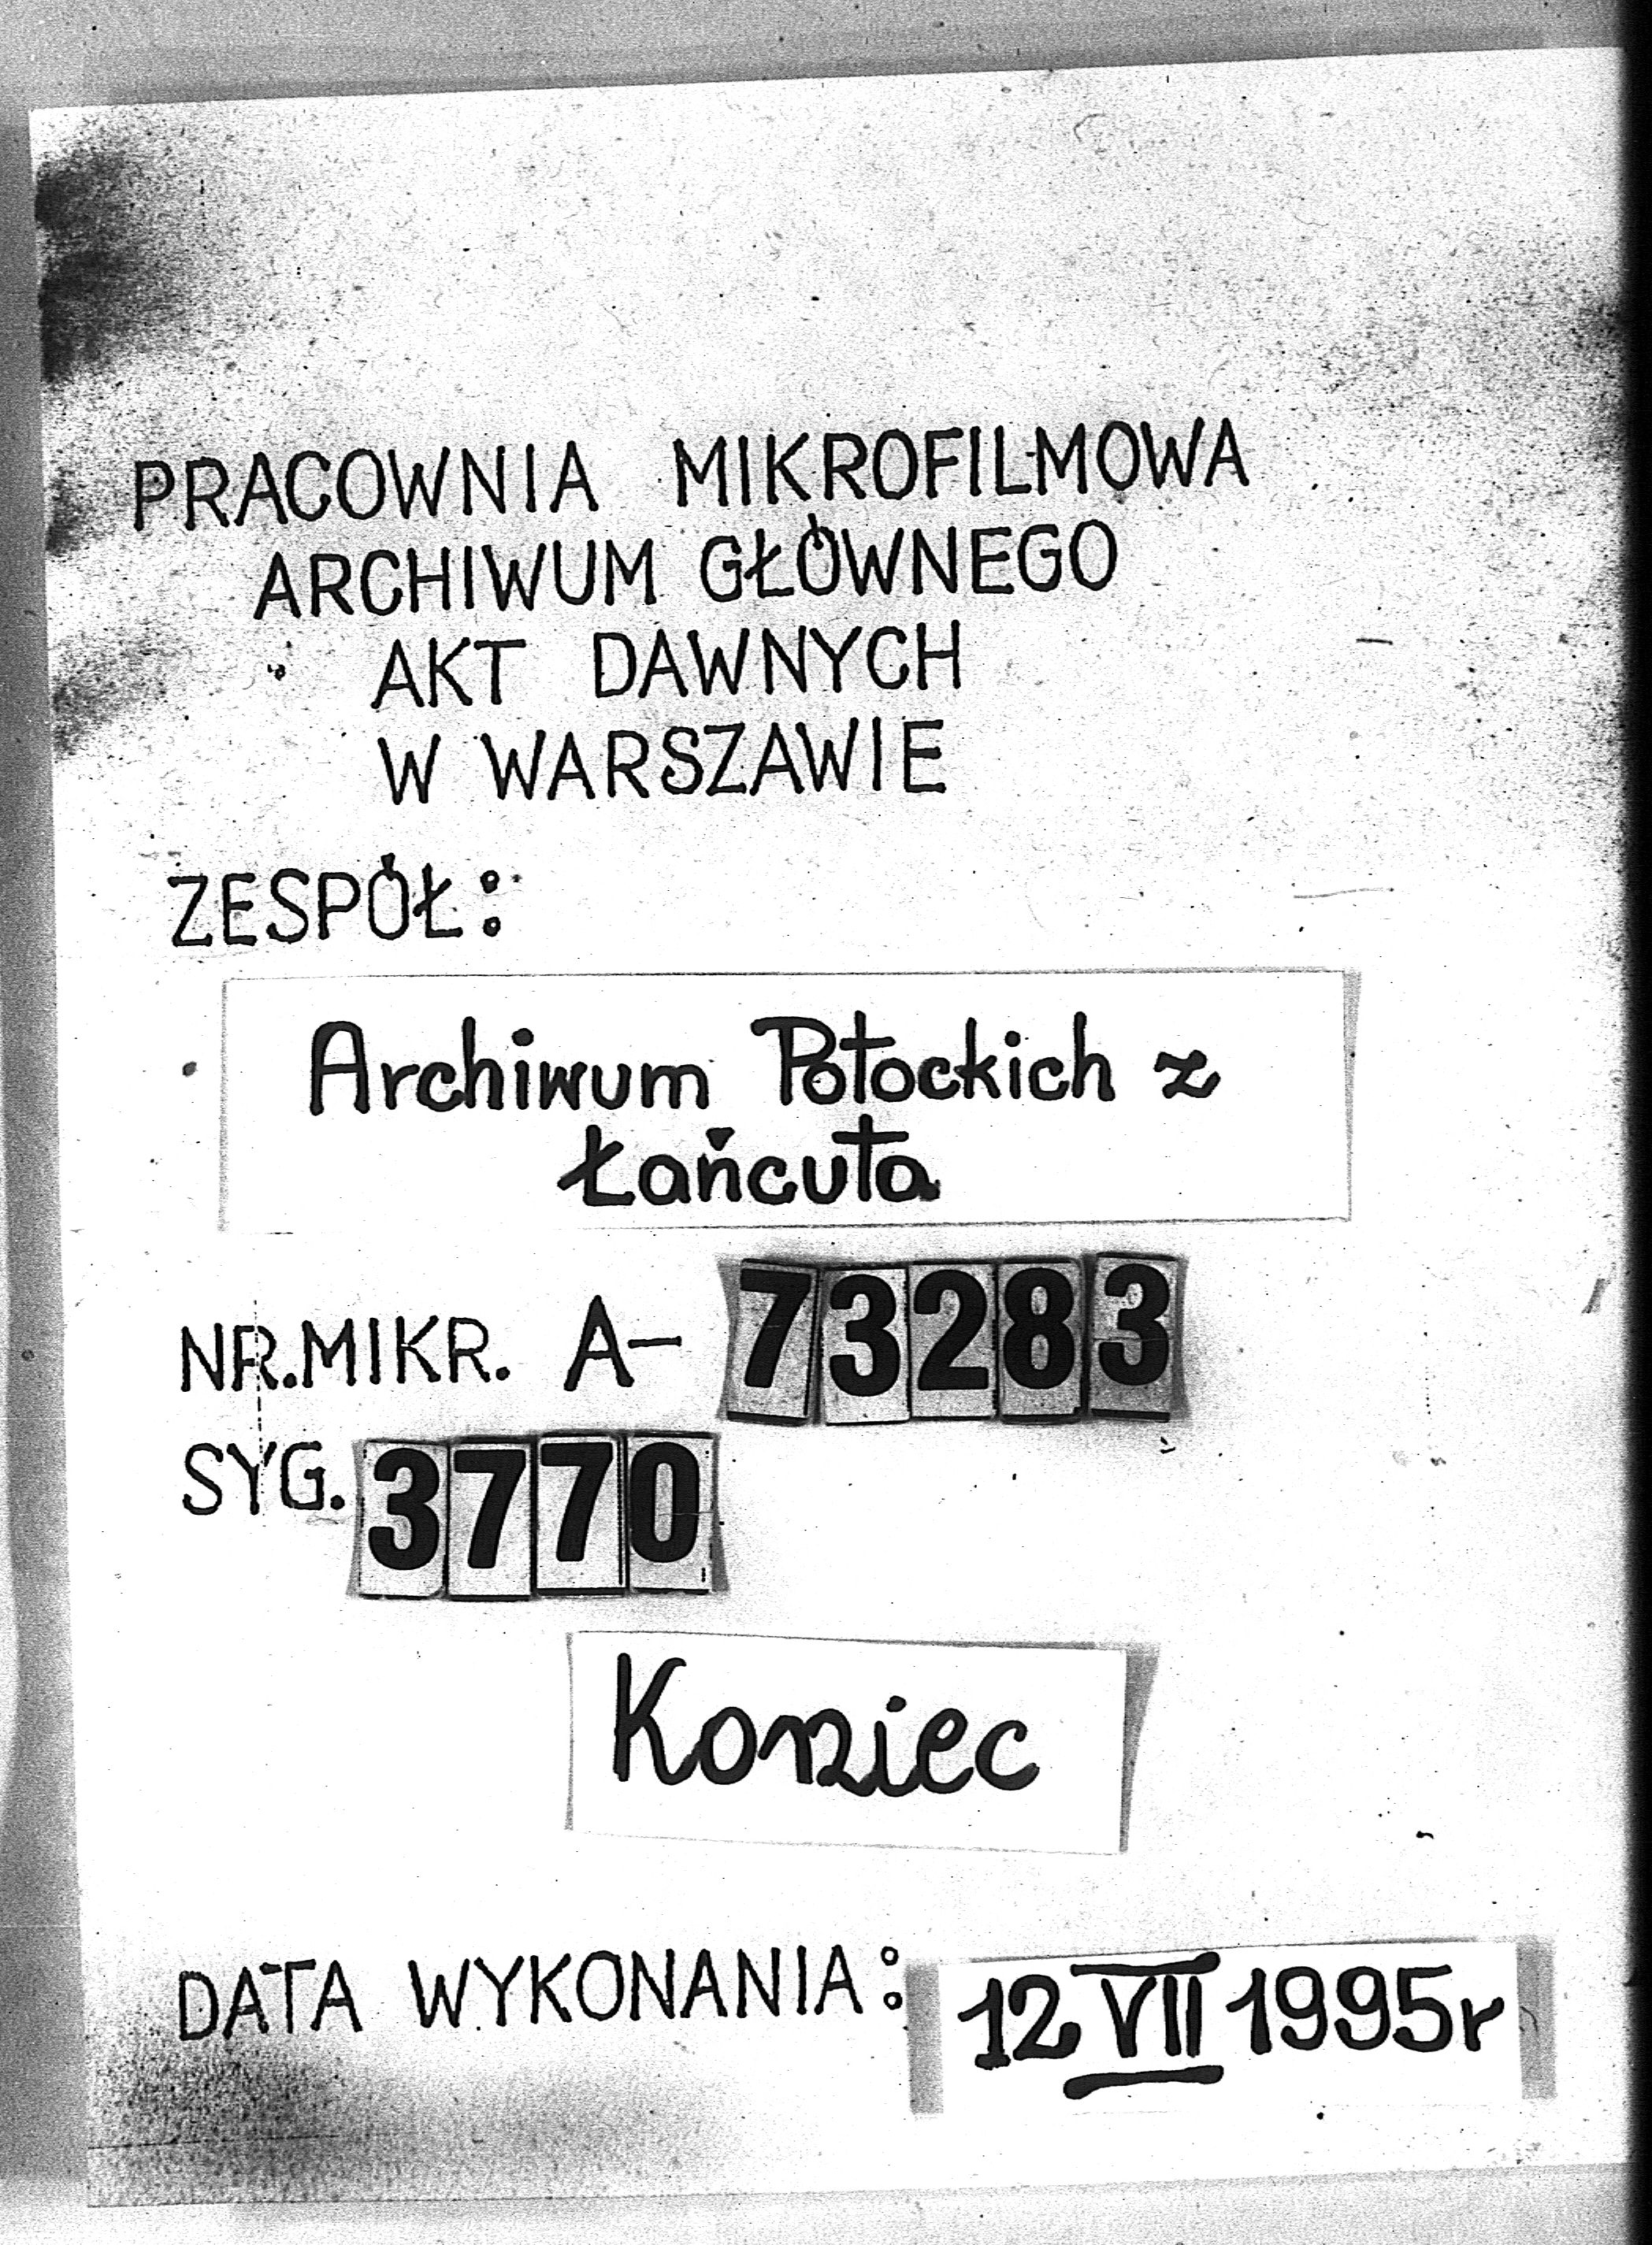 PRACOWNIA MIKROFILMOWA
ARCHIWUM GŁÓWNEGO
AKT DAWNYCH
W WARSZAWIE
ZESPÓŁ:
Archiwum Potockich z
Łańcuta
NR.MIKR. A- 73283
SYG. 3770
Koniec
DATA WYKONANIA: 12 VII 1995r